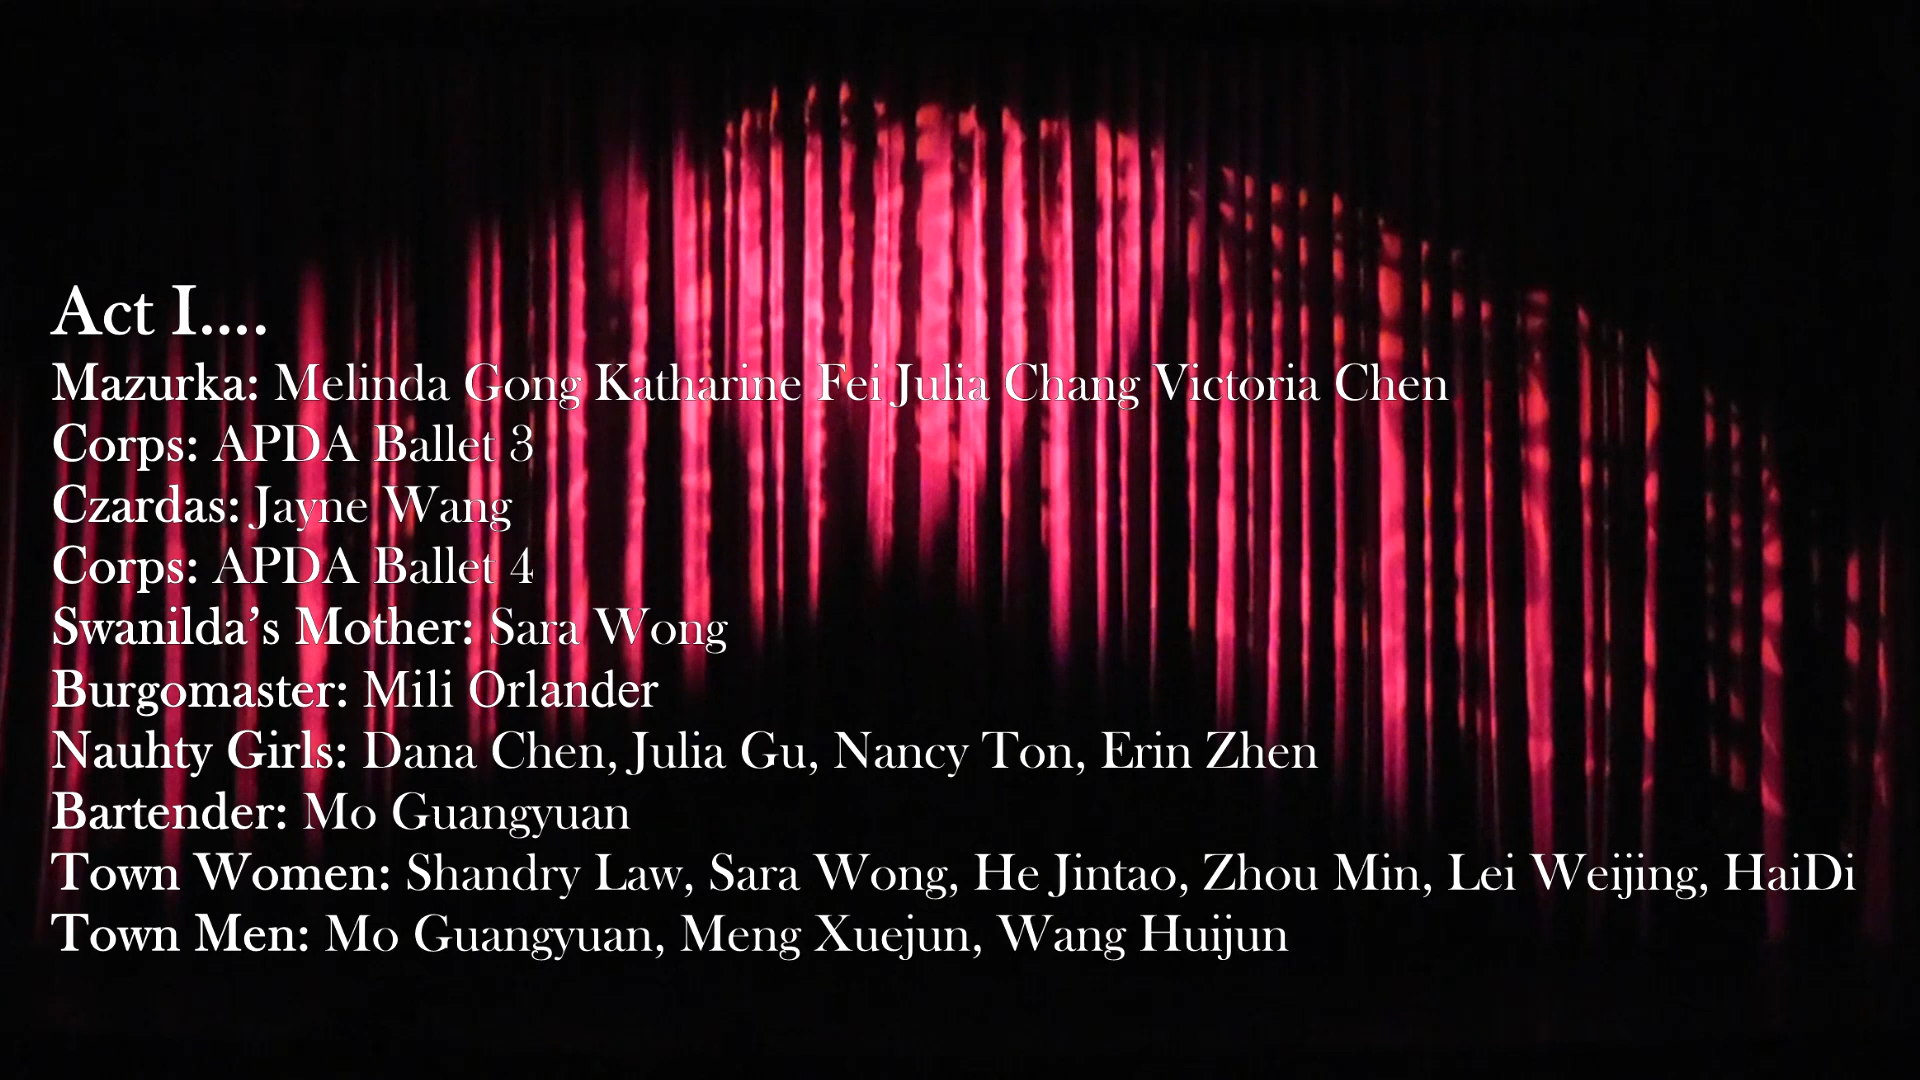 Act I....
Mazurka: Melinda Gong Katharine Fei Julia Chang Victoria Chen
Corps: APDA Ballet 3
Czardas: Jayne Wang
Corps: APDA Ballet 4
Swanilda’s Mother: Sara Wong
Burgomaster: Mili Orlander
Nauhty Girls: Dana Chen, Julia Gu, Nancy Ton, Erin Zhen
Bartender: Mo Guangyuan
Town Women: Shandry Law, Sara Wong, He Jintao, Zhou Min, Lei Weijing, HaiDi
Town Men: Mo Guangyuan, Meng Xuejun, Wang Huijun